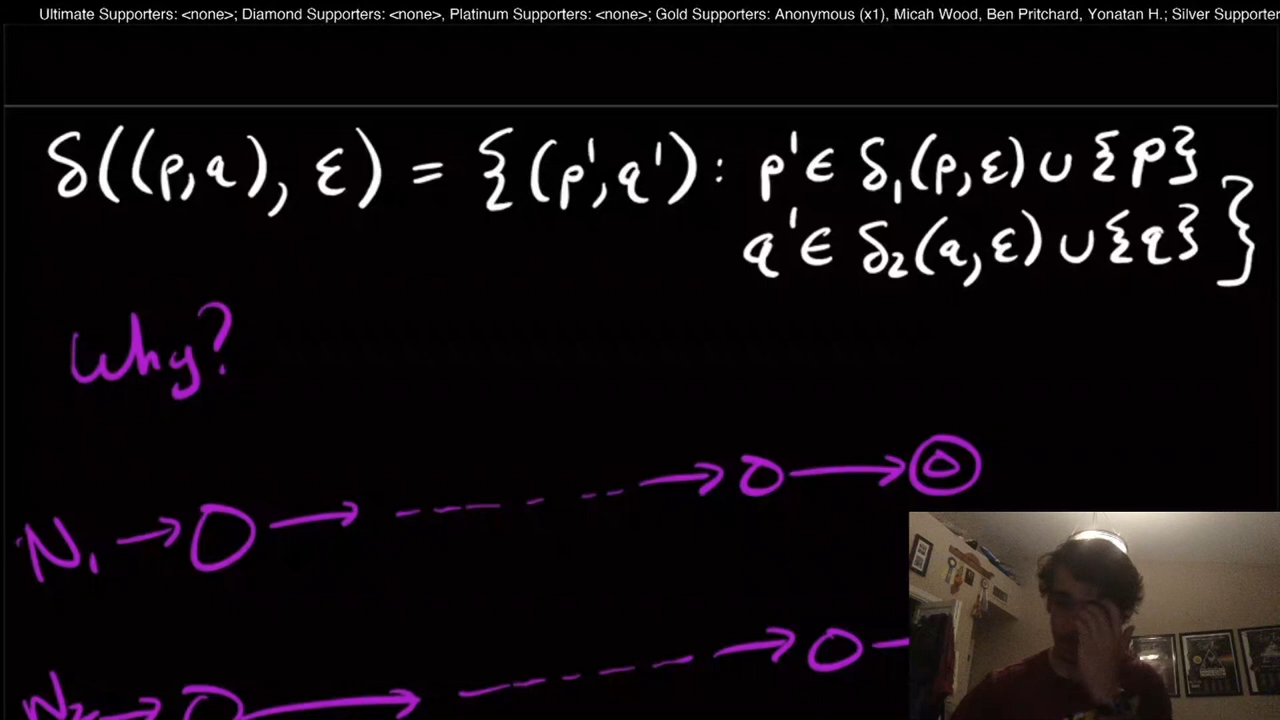 Ultimate Supporters: <none>; Diamond Supporters: <none>, Platinum Supporters: <none>; Gold Supporters: Anonymous (x1), Micah Wood, Ben Pritchard, Yonatan H.; Silver Supporter
δ((p,q), ε) = {(p',q') : p' ∈ δ₁(p,ε) ∪ {p}
q' ∈ δ₂(q,ε) ∪ {q} }
Why?
N₁
N₂